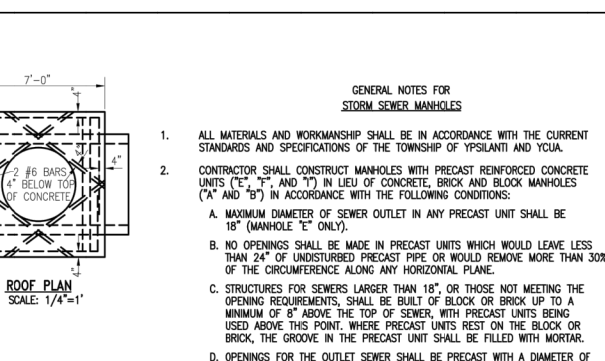 7'-0"
4"
4"
2 #6 BARS
4" BELOW TOP
OF CONCRETE
4"
ROOF PLAN
SCALE: 1/4"=1'
GENERAL NOTES FOR
STORM SEWER MANHOLES
1. ALL MATERIALS AND WORKMANSHIP SHALL BE IN ACCORDANCE WITH THE CURRENT
STANDARDS AND SPECIFICATIONS OF THE TOWNSHIP OF YPSILANTI AND YCUA.
2. CONTRACTOR SHALL CONSTRUCT MANHOLES WITH PRECAST REINFORCED CONCRETE
UNITS ("E", "F", AND "I") IN LIEU OF CONCRETE, BRICK AND BLOCK MANHOLES
("A" AND "B") IN ACCORDANCE WITH THE FOLLOWING CONDITIONS:
A. MAXIMUM DIAMETER OF SEWER OUTLET IN ANY PRECAST UNIT SHALL BE
18" (MANHOLE "E" ONLY).
B. NO OPENINGS SHALL BE MADE IN PRECAST UNITS WHICH WOULD LEAVE LESS
THAN 24" OF UNDISTURBED PRECAST PIPE OR WOULD REMOVE MORE THAN 30%
OF THE CIRCUMFERENCE ALONG ANY HORIZONTAL PLANE.
C. STRUCTURES FOR SEWERS LARGER THAN 18", OR THOSE NOT MEETING THE
OPENING REQUIREMENTS, SHALL BE BUILT OF BLOCK OR BRICK UP TO A
MINIMUM OF 8" ABOVE THE TOP OF SEWER, WITH PRECAST UNITS BEING
USED ABOVE THIS POINT. WHERE PRECAST UNITS REST ON THE BLOCK OR
BRICK, THE GROOVE IN THE PRECAST UNIT SHALL BE FILLED WITH MORTAR.
D. OPENINGS FOR THE OUTLET SEWER SHALL BE PRECAST WITH A DIAMETER OF